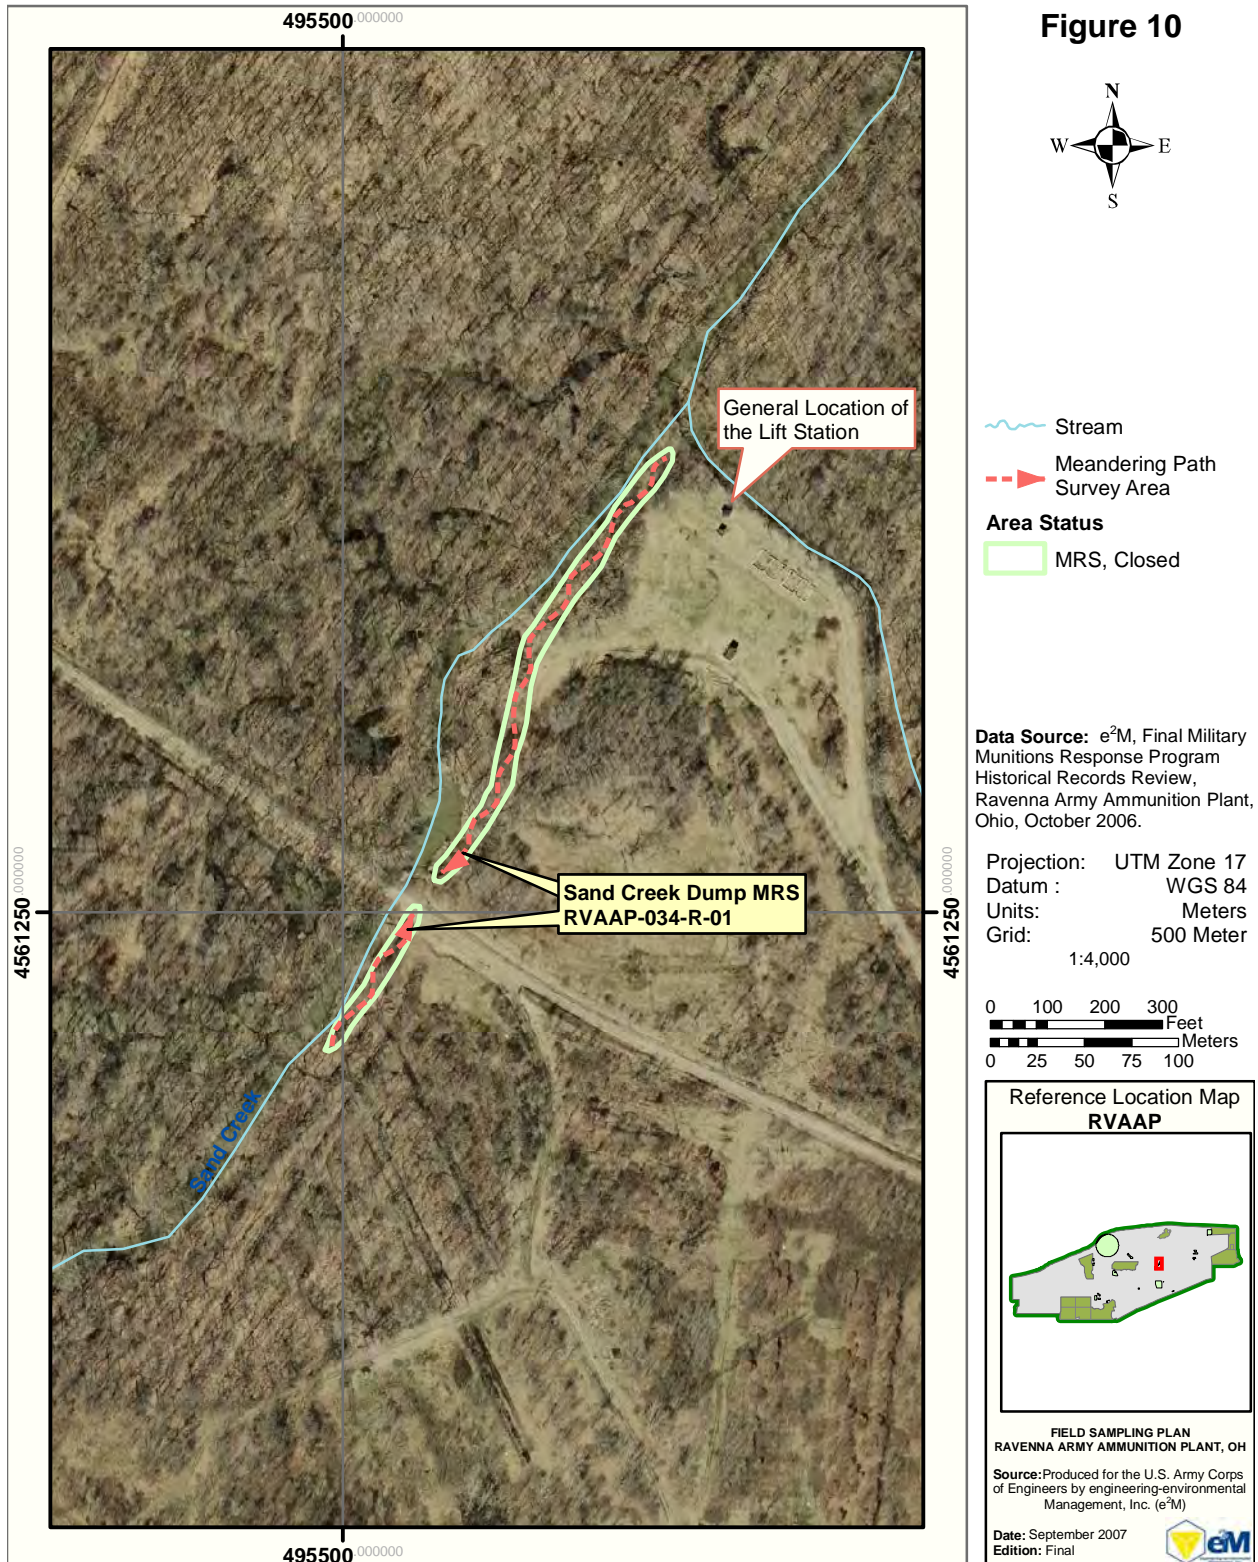 495500.000000
Figure 10
N
W
E
S
General Location of
the Lift Station
Stream
Meandering Path
Survey Area
Area Status
MRS, Closed
Data Source: e²M, Final Military
Munitions Response Program
Historical Records Review,
Ravenna Army Ammunition Plant,
Ohio, October 2006.
Projection: UTM Zone 17
Datum : WGS 84
Units: Meters
Grid: 500 Meter
1:4,000
4561250.000000
4561250.000000
Sand Creek Dump MRS
RVAAP-034-R-01
0 100 200 300
Feet
Meters
0 25 50 75 100
Sand Creek
Reference Location Map
RVAAP
FIELD SAMPLING PLAN
RAVENNA ARMY AMMUNITION PLANT, OH
Source:Produced for the U.S. Army Corps
of Engineers by engineering-environmental
Management, Inc. (e²M)
Date: September 2007
Edition: Final
e²M
495500.000000